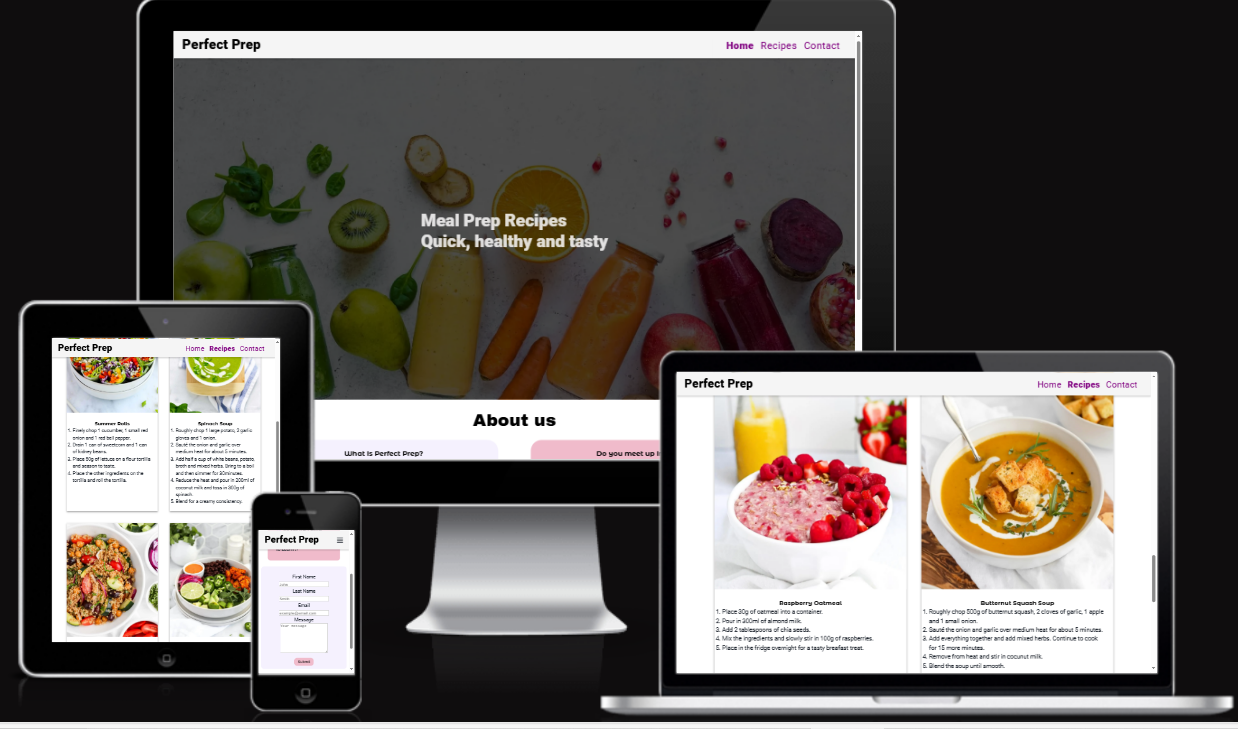 Perfect Prep
Home Recipes Contact
Meal Prep Recipes
Quick, healthy and tasty
About us
What is Perfect Prep?
Do you meet up
Perfect Prep
Home Recipes Contact
Summer Rolls
1. Finely chop 1 cucumber, 1 small red
onion and 1 red bell pepper.
2. Drain 1 can of sweetcorn and 1 can
of kidney beans.
3. Place 50g of lettuce on a flour tortilla
and season to taste.
4. Place the other ingredients on the
tortilla and roll the tortilla.
Spinach Soup
1. Roughly chop 1 large potato, 2 garlic
gloves and 1 onion.
2. Sauté the onion and garlic over
medium heat for about 5 minutes.
3. Add half a cup of white beans, potato,
broth and mixed herbs. Bring to a boil
and then simmer for 20minutes.
4. Reduce the heat and pour in 200ml of
coconut milk and toss in 300g of
spinach.
5. Blend for a creamy consistency.
Perfect Prep
First Name
Last Name
Email
example@email.com
Message
Your message
Submit
Perfect Prep
Home Recipes Contact
Raspberry Oatmeal
1. Place 30g of oatmeal into a container.
2. Pour in 200ml of almond milk.
3. Add 2 tablespoons of chia seeds.
4. Mix the ingredients and slowly stir in 100g of raspberries.
5. Place in the fridge overnight for a tasty breakfast treat.
Butternut Squash Soup
1. Roughly chop 500g of butternut squash, 2 cloves of garlic, 1 apple
and 1 small onion.
2. Sauté the onion and garlic over medium heat for about 5 minutes.
3. Add everything together and add mixed herbs. Continue to cook
for 15 more minutes.
4. Remove from heat and stir in coconut milk.
5. Blend the soup until smooth.